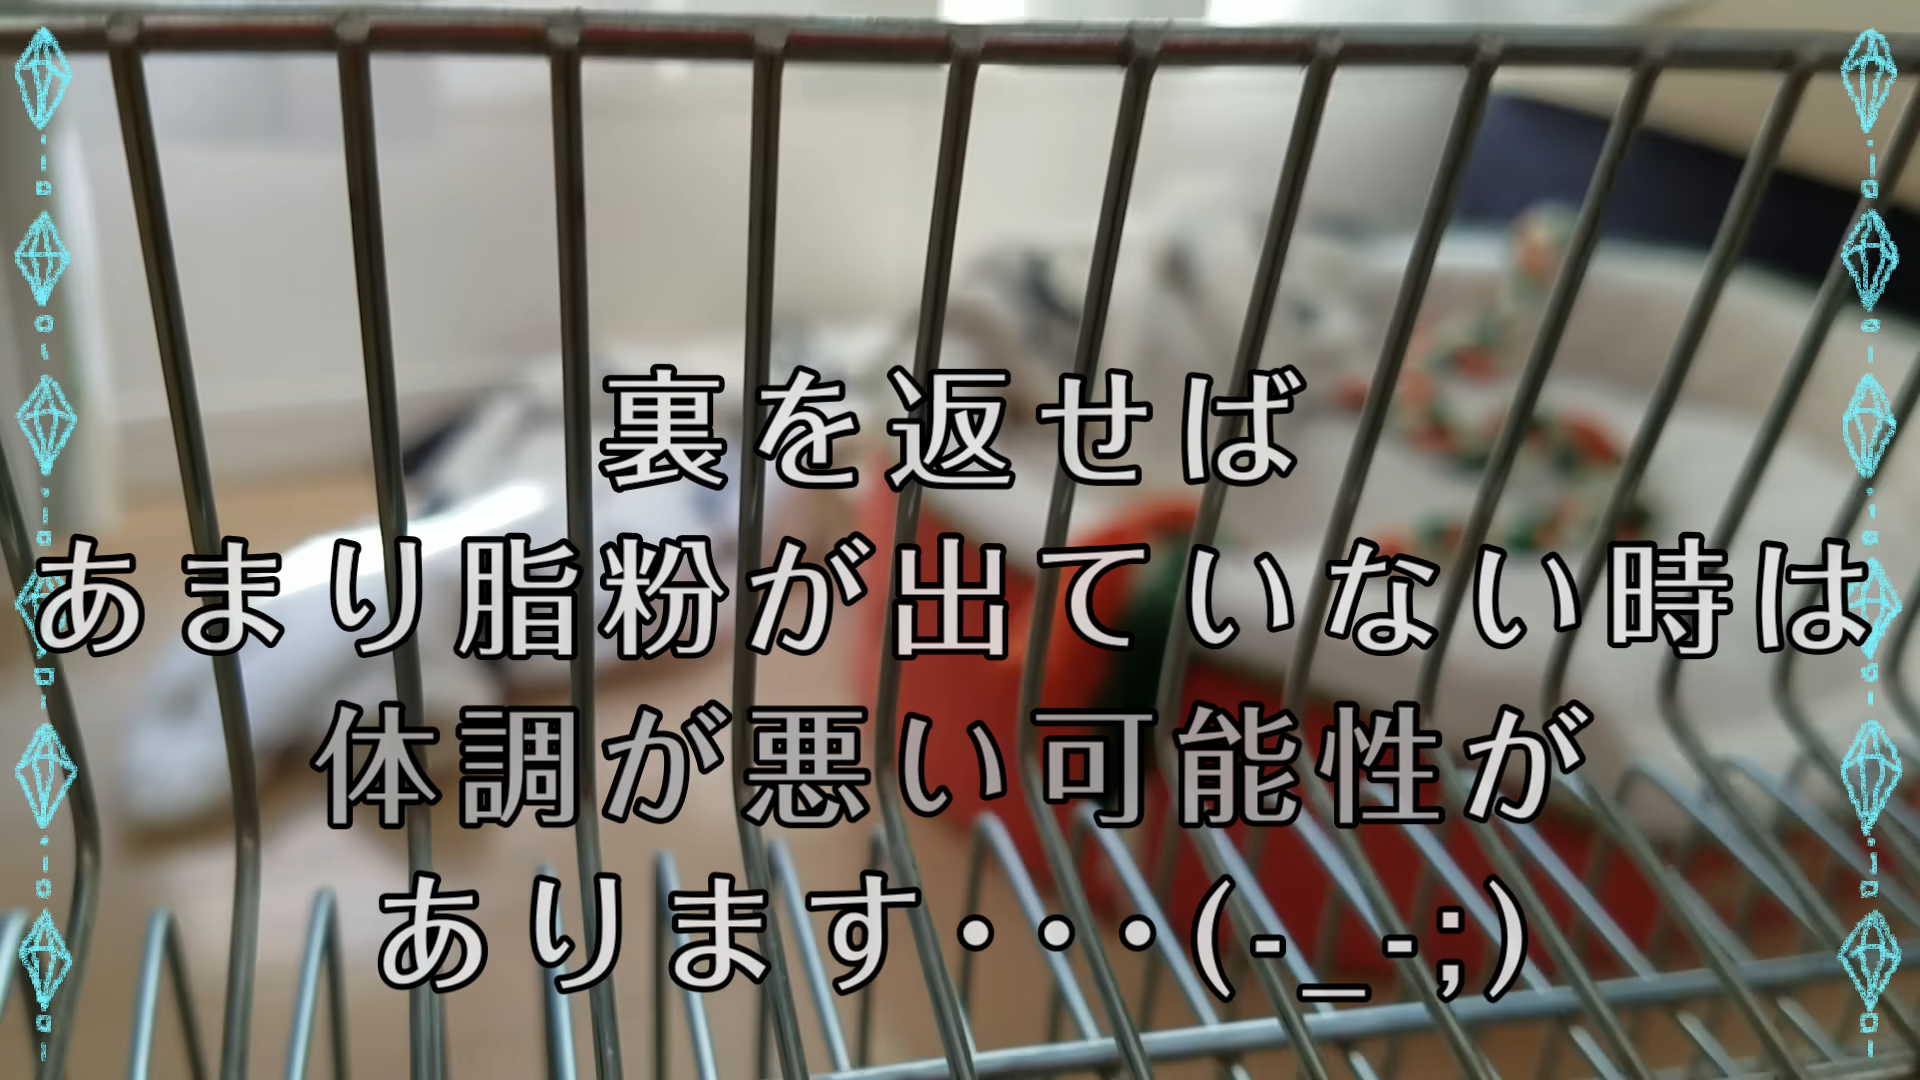 裏を返せば
あまり脂粉が出ていない時は
体調が悪い可能性が
あります・・・(-_-;)